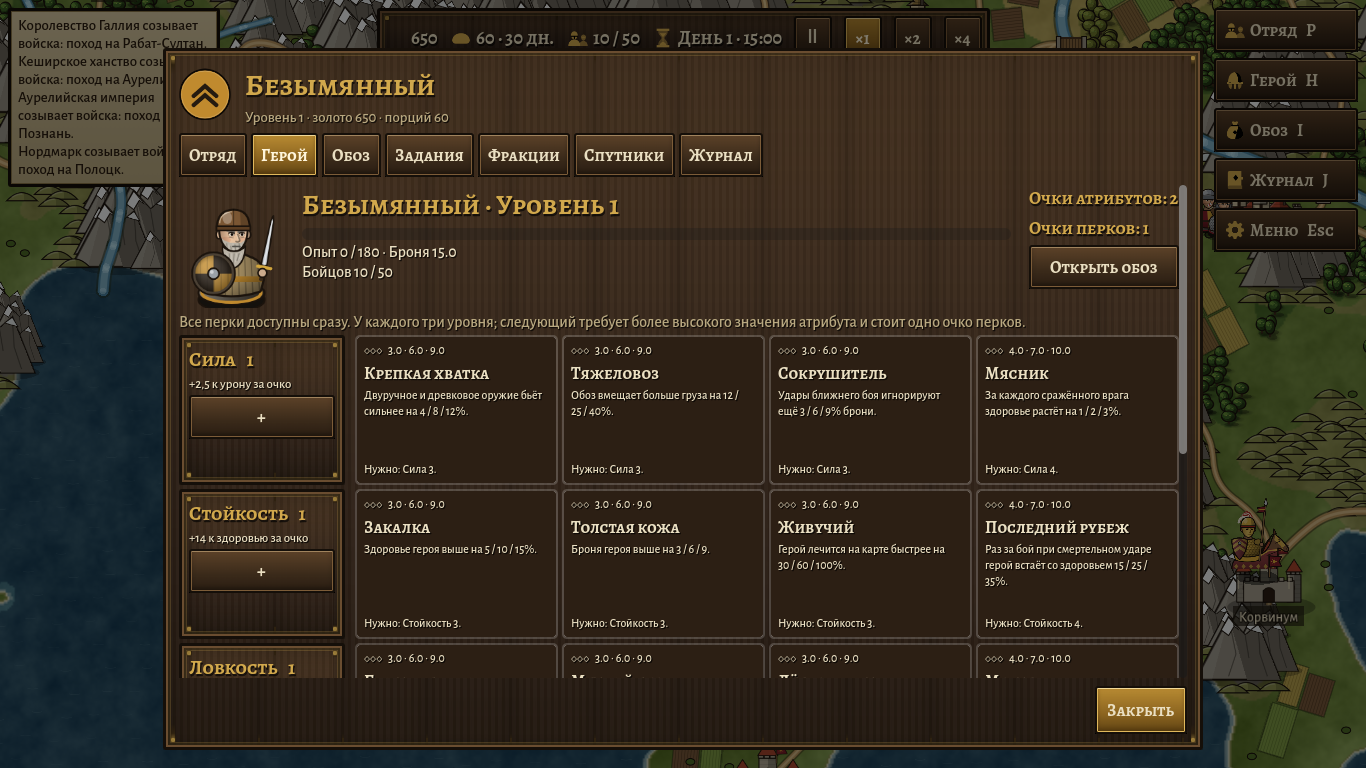 Королевство Галлия созывает
войска: поход на Рабат-Султан.
Кеширское ханство созы
войска: поход на Аурели
Аурелийская империя
созывает войска: поход
Познань.
Нордмарк созывает вой
поход на Полоцк.
650 60 · 30 дн. 10 / 50 День 1 · 15:00 II ×1 ×2 ×4
Отряд P
Герой H
Обоз I
Журнал J
Меню Esc
Безымянный
Уровень 1 · золото 650 · порций 60
Отряд Герой Обоз Задания Фракции Спутники Журнал
Безымянный · Уровень 1
Опыт 0 / 180 · Броня 15.0
Бойцов 10 / 50
Очки атрибутов: 2
Очки перков: 1
Открыть обоз
Все перки доступны сразу. У каждого три уровня; следующий требует более высокого значения атрибута и стоит одно очко перков.
Сила 1
+2,5 к урону за очко
+
◇◇◇ 3.0 · 6.0 · 9.0
Крепкая хватка
Двуручное и древковое оружие бьёт
сильнее на 4 / 8 / 12%.
Нужно: Сила 3.
◇◇◇ 3.0 · 6.0 · 9.0
Тяжеловоз
Обоз вмещает больше груза на 12 /
25 / 40%.
Нужно: Сила 3.
◇◇◇ 3.0 · 6.0 · 9.0
Сокрушитель
Удары ближнего боя игнорируют
ещё 3 / 6 / 9% брони.
Нужно: Сила 3.
◇◇◇ 4.0 · 7.0 · 10.0
Мясник
За каждого сражённого врага
здоровье растёт на 1 / 2 / 3%.
Нужно: Сила 4.
Стойкость 1
+14 к здоровью за очко
+
◇◇◇ 3.0 · 6.0 · 9.0
Закалка
Здоровье героя выше на 5 / 10 / 15%.
Нужно: Стойкость 3.
◇◇◇ 3.0 · 6.0 · 9.0
Толстая кожа
Броня героя выше на 3 / 6 / 9.
Нужно: Стойкость 3.
◇◇◇ 3.0 · 6.0 · 9.0
Живучий
Герой лечится на карте быстрее на
30 / 60 / 100%.
Нужно: Стойкость 3.
◇◇◇ 4.0 · 7.0 · 10.0
Последний рубеж
Раз за бой при смертельном ударе
герой встаёт со здоровьем 15 / 25 /
35%.
Нужно: Стойкость 4.
Ловкость 1
◇◇◇ 3.0 · 6.0 · 9.0
◇◇◇ 3.0 · 6.0 · 9.0
◇◇◇ 3.0 · 6.0 · 9.0
◇◇◇ 4.0 · 7.0 · 10.0
Корвинум
Закрыть